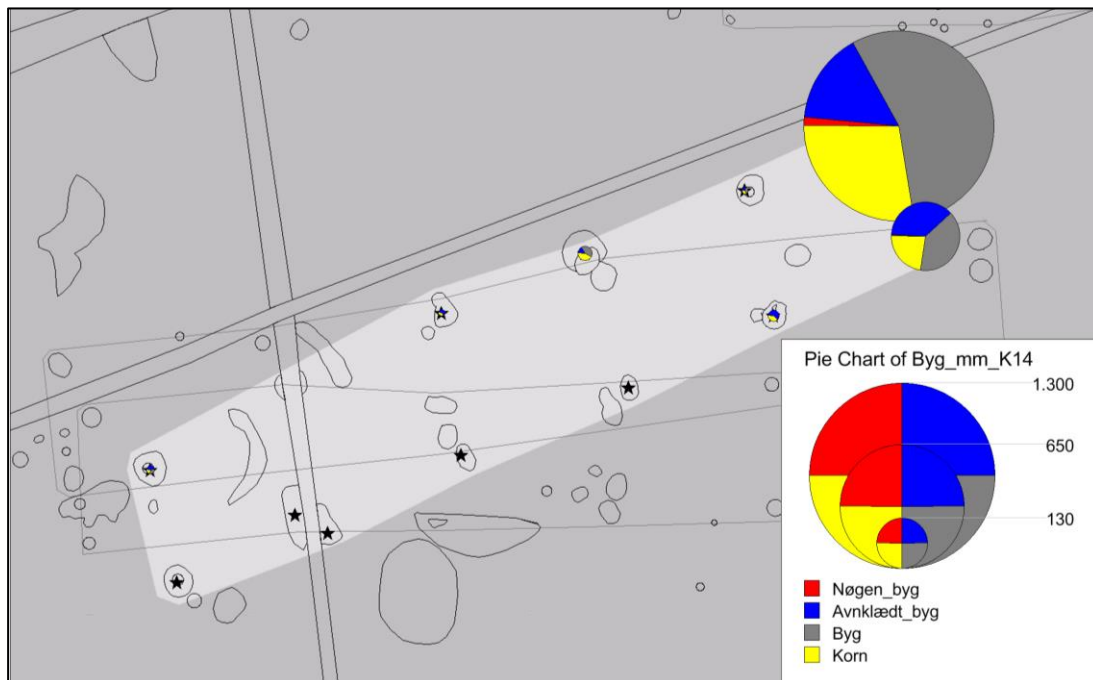 Pie Chart of Byg_mm_K14
1.300
650
130
Nøgen_byg
Avnklædt_byg
Byg
Korn